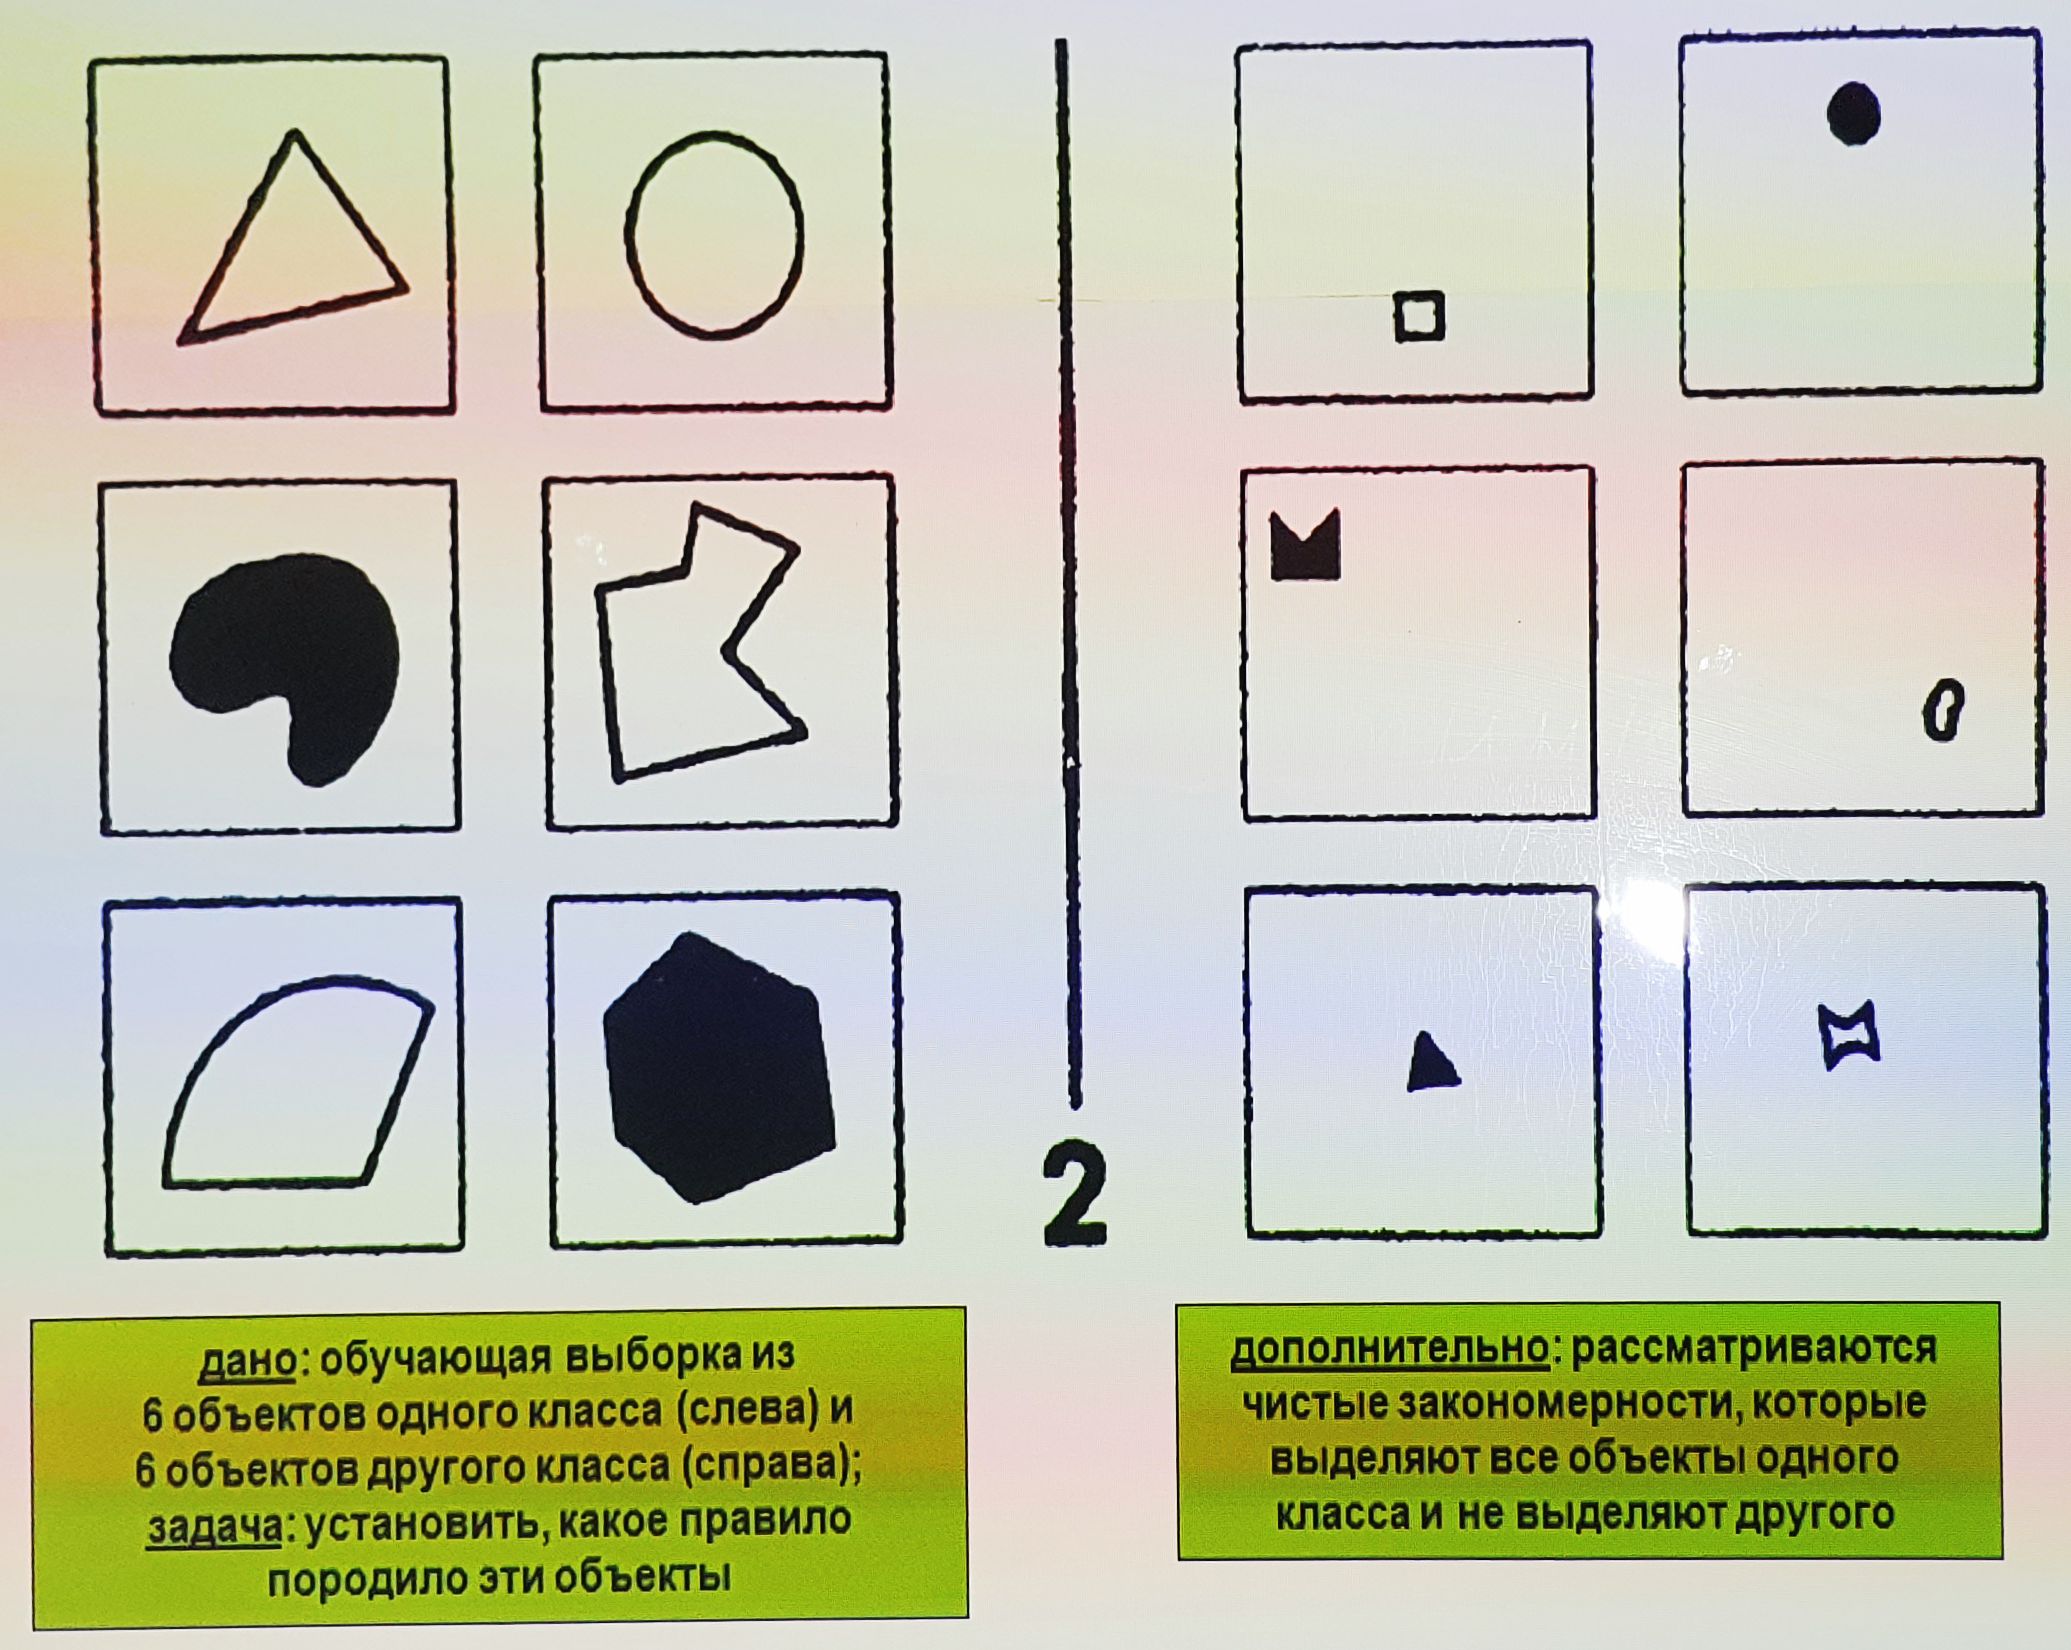 2
дано: обучающая выборка из
6 объектов одного класса (слева) и
6 объектов другого класса (справа);
задача: установить, какое правило
породило эти объекты
дополнительно: рассматриваются
чистые закономерности, которые
выделяют все объекты одного
класса и не выделяют другого